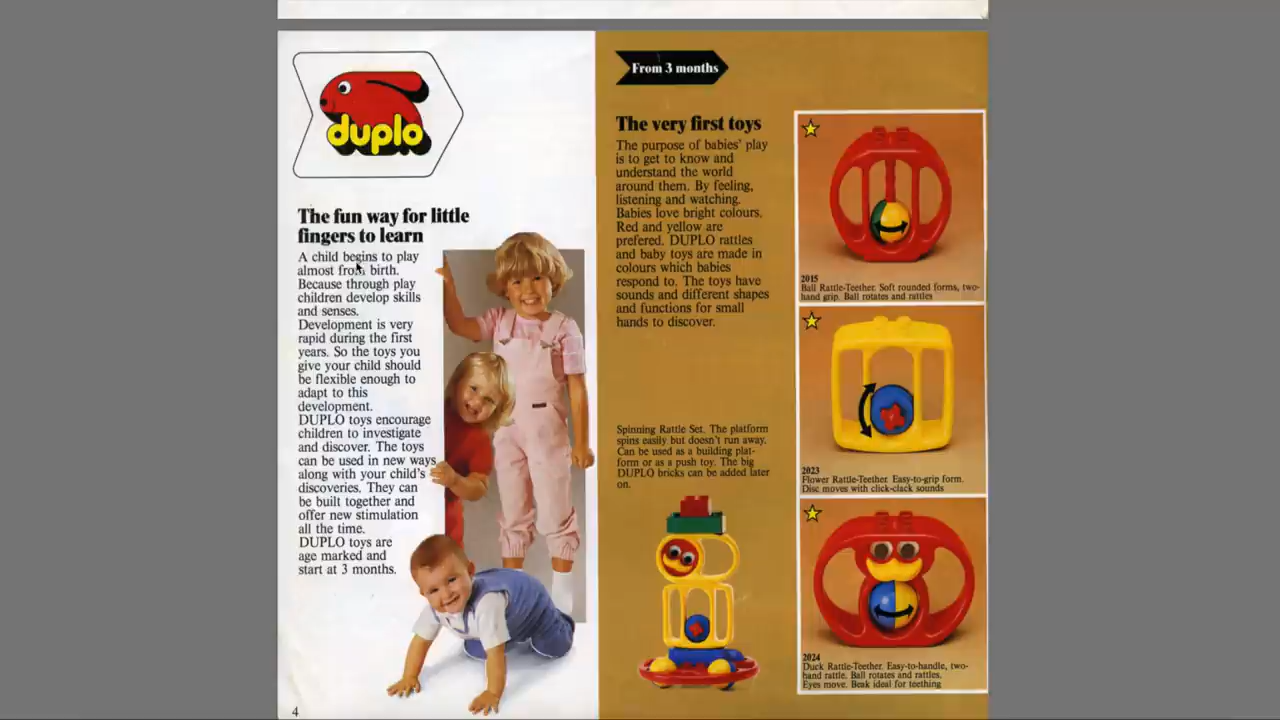 duplo
The fun way for little
fingers to learn
A child begins to play
almost from birth.
Because through play
children develop skills
and senses.
Development is very
rapid during the first
years. So the toys you
give your child should
be flexible enough to
adapt to this
development.
DUPLO toys encourage
children to investigate
and discover. The toys
can be used in new ways
along with your child's
discoveries. They can
be built together and
offer new stimulation
all the time.
DUPLO toys are
age marked and
start at 3 months.
4
From 3 months
The very first toys
The purpose of babies' play
is to get to know and
understand the world
around them. By feeling,
listening and watching.
Babies love bright colours.
Red and yellow are
prefered. DUPLO rattles
and baby toys are made in
colours which babies
respond to. The toys have
sounds and different shapes
and functions for small
hands to discover.
Spinning Rattle Set. The platform
spins easily but doesn't run away.
Can be used as a building plat-
form or as a push toy. The big
DUPLO bricks can be added later
on.
2015
Ball Rattle-Teether. Soft rounded forms, two-
hand grip. Ball rotates and rattles
2023
Flower Rattle-Teether. Easy-to-grip form.
Disc moves with click-clack sounds
2024
Duck Rattle-Teether. Easy-to-handle, two-
hand rattle. Ball rotates and rattles.
Eyes move. Beak ideal for teething